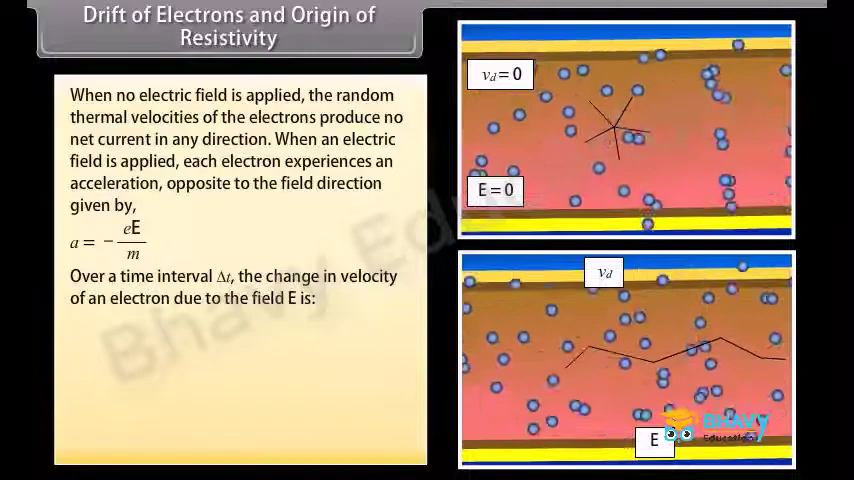 Drift of Electrons and Origin of
Resistivity
When no electric field is applied, the random
thermal velocities of the electrons produce no
net current in any direction. When an electric
field is applied, each electron experiences an
acceleration, opposite to the field direction
given by,
a = − eE/m
Over a time interval Δt, the change in velocity
of an electron due to the field E is:
v_d = 0
E = 0
v_d
E
BHAVY
Education
Bhavy Edu